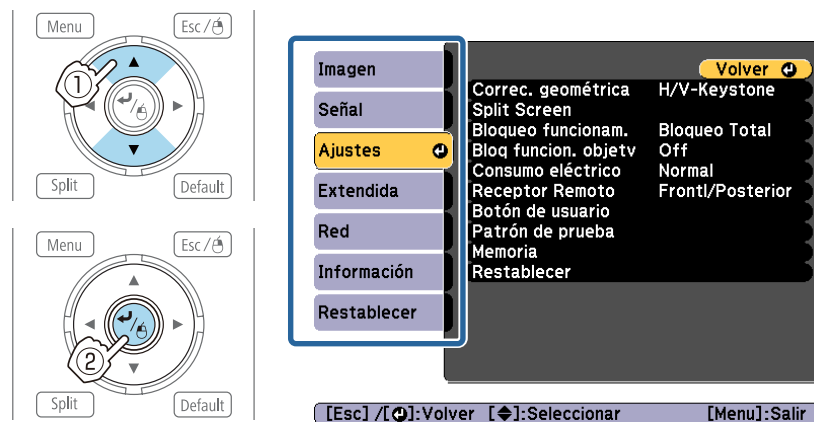 Menu
Esc/
1
Split
Default
Menu
Esc/
2
Split
Default
Imagen
Señal
Ajustes
Extendida
Red
Información
Restablecer
Volver
Correc. geométrica H/V-Keystone
Split Screen
Bloqueo funcionam. Bloqueo Total
Bloq funcion. objetv Off
Consumo eléctrico Normal
Receptor Remoto Frontl/Posterior
Botón de usuario
Patrón de prueba
Memoria
Restablecer
[Esc] /[ ]:Volver [ ]:Seleccionar [Menu]:Salir